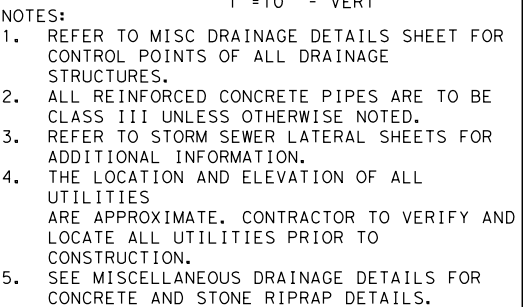 1 =10 - VERT
NOTES:
1. REFER TO MISC DRAINAGE DETAILS SHEET FOR
CONTROL POINTS OF ALL DRAINAGE
STRUCTURES.
2. ALL REINFORCED CONCRETE PIPES ARE TO BE
CLASS III UNLESS OTHERWISE NOTED.
3. REFER TO STORM SEWER LATERAL SHEETS FOR
ADDITIONAL INFORMATION.
4. THE LOCATION AND ELEVATION OF ALL
UTILITIES
ARE APPROXIMATE. CONTRACTOR TO VERIFY AND
LOCATE ALL UTILITIES PRIOR TO
CONSTRUCTION.
5. SEE MISCELLANEOUS DRAINAGE DETAILS FOR
CONCRETE AND STONE RIPRAP DETAILS.